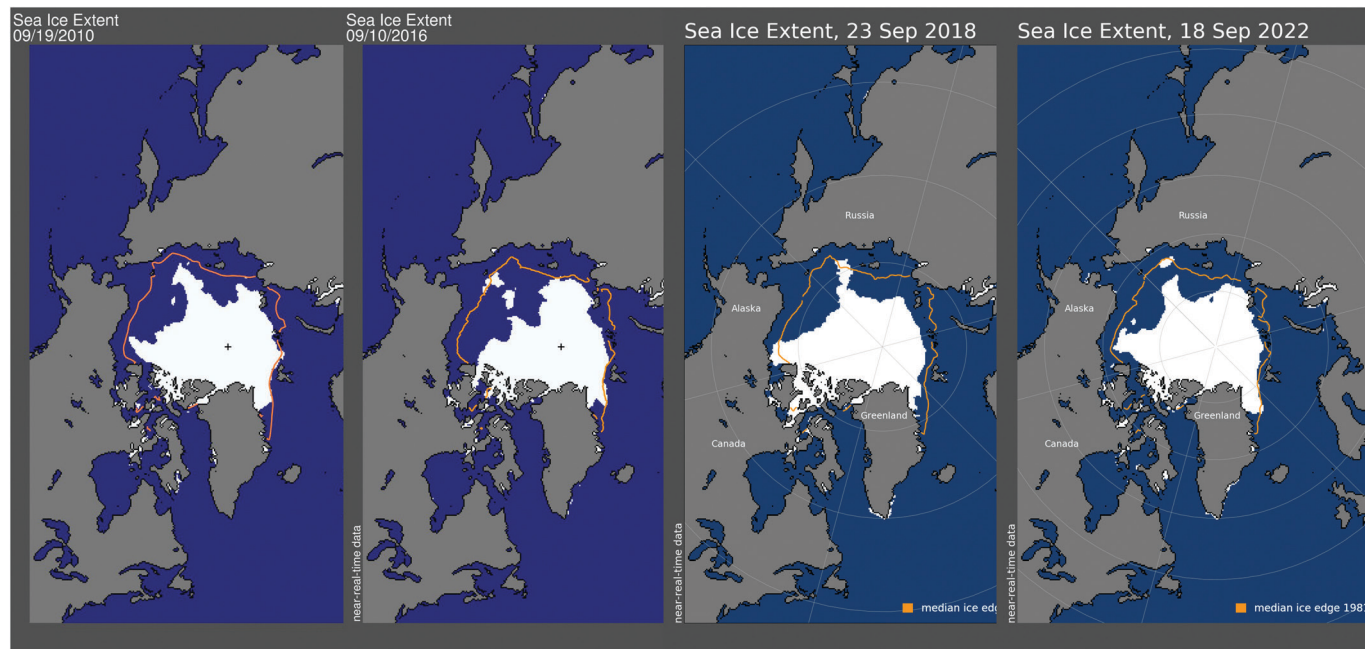 Sea Ice Extent
09/19/2010
Sea Ice Extent
09/10/2016
near-real-time data
Sea Ice Extent, 23 Sep 2018
Russia
Alaska
Greenland
Canada
near-real-time data
median ice edg
Sea Ice Extent, 18 Sep 2022
Russia
Alaska
Greenland
Canada
near-real-time data
median ice edge 1981